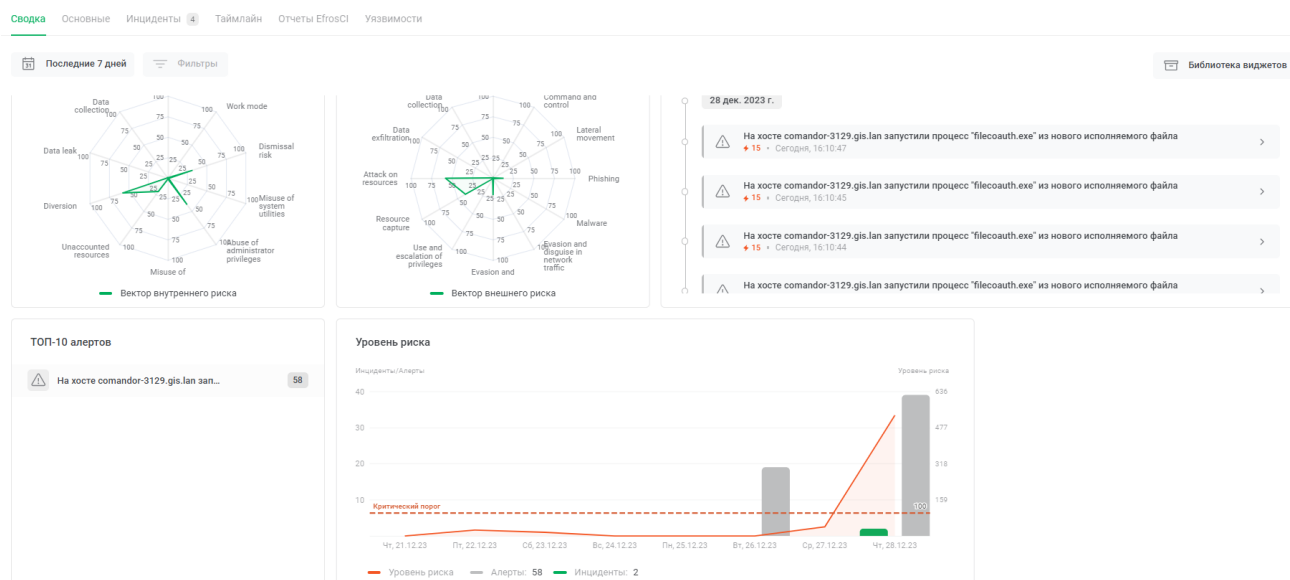 Сводка Основные Инциденты 4 Таймлайн Отчеты EfrosCI Уязвимости
31 Последние 7 дней Фильтры Библиотека виджетов
Data collection
Work mode
Dismissal risk
Misuse of system utilities
Abuse of administrator privileges
Misuse of
Unaccounted resources
Diversion
Data leak
100 75 50 25
Вектор внутреннего риска
Data collection
Command and control
Lateral movement
Phishing
Malware
Evasion and disguise in network traffic
Evasion and
Use and escalation of privileges
Resource capture
Attack on resources
Data exfiltration
100 75 50 25
Вектор внешнего риска
28 дек. 2023 г.
На хосте comandor-3129.gis.lan запустили процесс "filecoauth" из нового исполняемого файла
15 • Сегодня, 16:10:47
На хосте comandor-3129.gis.lan запустили процесс "filecoauth.exe" из нового исполняемого файла
15 • Сегодня, 16:10:45
На хосте comandor-3129.gis.lan запустили процесс "filecoauth.exe" из нового исполняемого файла
15 • Сегодня, 16:10:44
На хосте comandor-3129.gis.lan запустили процесс "filecoauth.exe" из нового исполняемого файла
ТОП-10 алертов
На хосте comandor-3129.gis.lan зап... 58
Уровень риска
Инциденты/Алерты Уровень риска
40 636
30 477
20 318
10 159
Критический порог 100
Чт, 21.12.23 Пт, 22.12.23 Сб, 23.12.23 Вс, 24.12.23 Пн, 25.12.23 Вт, 26.12.23 Ср, 27.12.23 Чт, 28.12.23
Уровень риска Алерты: 58 Инциденты: 2